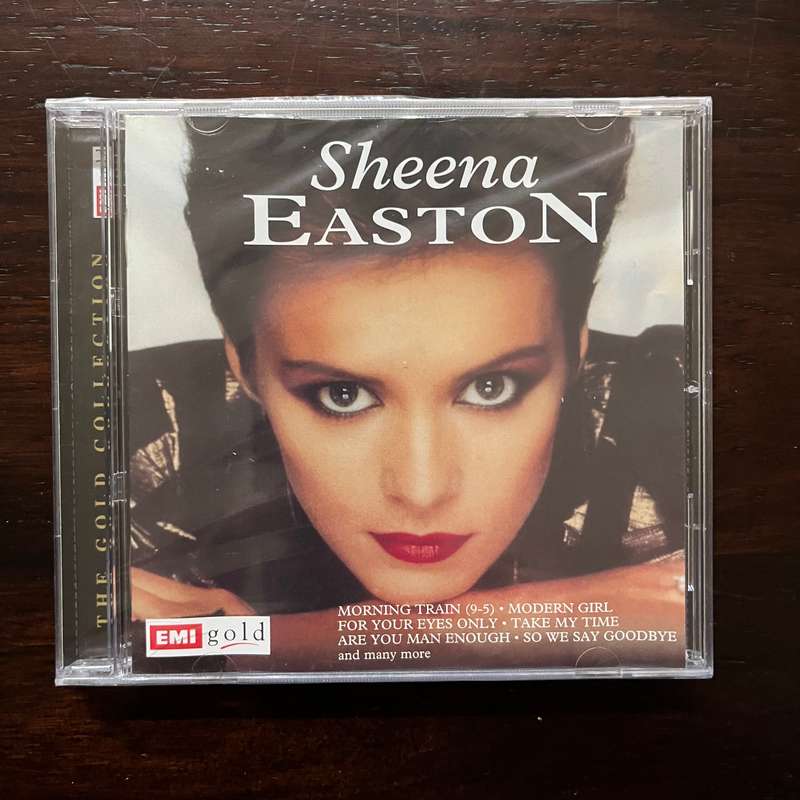 Sheena
EASTON
THE GOLD COLLECTION
MORNING TRAIN (9-5) • MODERN GIRL
FOR YOUR EYES ONLY • TAKE MY TIME
ARE YOU MAN ENOUGH • SO WE SAY GOODBYE
and many more
EMI gold